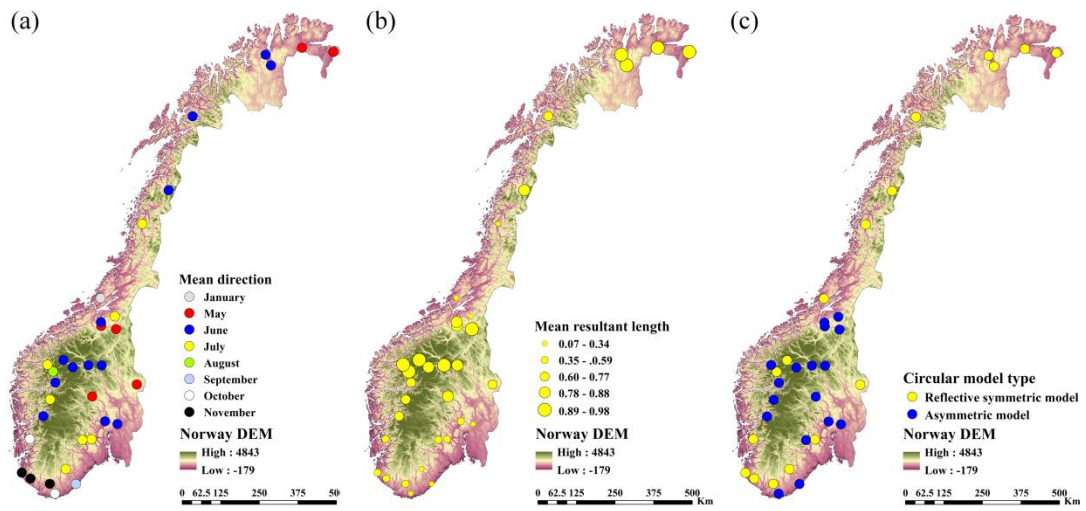 (a)
(b)
(c)
Mean direction
January
May
June
July
August
September
October
November
Norway DEM
High : 4843
Low : -179
0 62.5 125 250 375 50
Mean resultant length
0.07 - 0.34
0.35 - .0.59
0.60 - 0.77
0.78 - 0.88
0.89 - 0.98
Norway DEM
High : 4843
Low : -179
0 62.5 125 250 375 500
Km
Circular model type
Reflective symmetric model
Asymmetric model
Norway DEM
High : 4843
Low : -179
0 62.5 125 250 375 500
Km